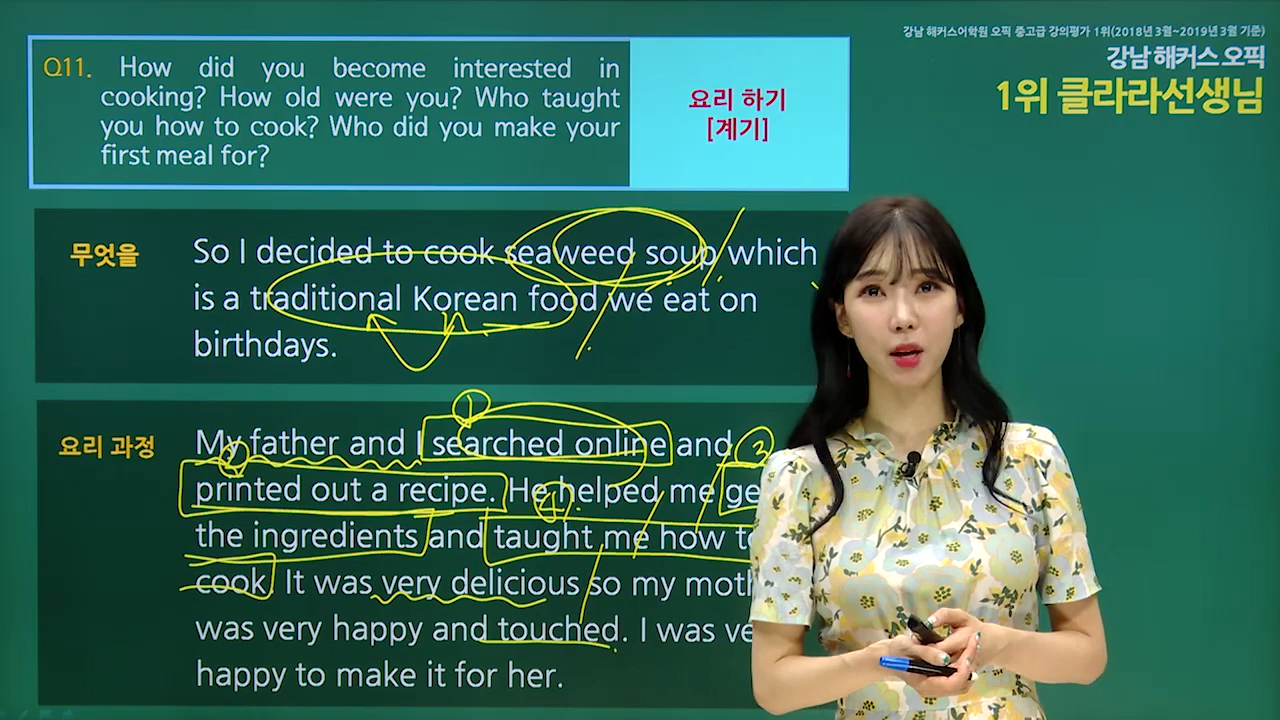 강남 해커스어학원 오픽 중고급 강의평가 1위(2018년 3월~2019년 3월 기준)
강남 해커스 오픽
1위 클라라선생님
Q11. How did you become interested in
cooking? How old were you? Who taught
you how to cook? Who did you make your
first meal for?
요리 하기
[계기]
무엇을
So I decided to cook seaweed soup which
is a traditional Korean food we eat on
birthdays.
요리 과정
My father and I searched online and
printed out a recipe. He helped me ge
the ingredients and taught me how to
cook. It was very delicious so my moth
was very happy and touched. I was ve
happy to make it for her.
1
2
3
4